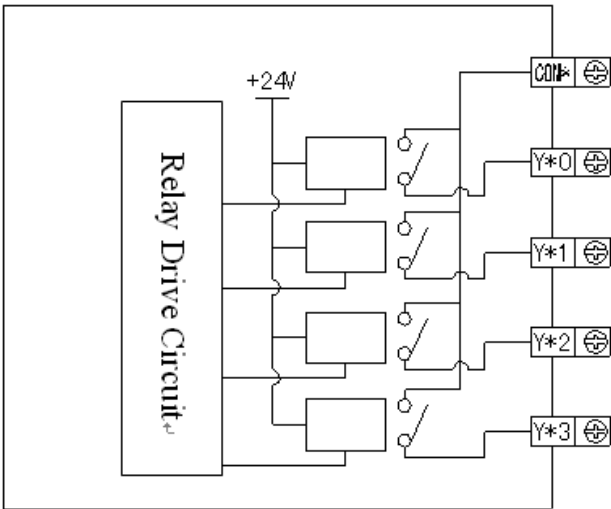 COM*
+24V
Relay Drive Circuit↵
Y*0
Y*1
Y*2
Y*3